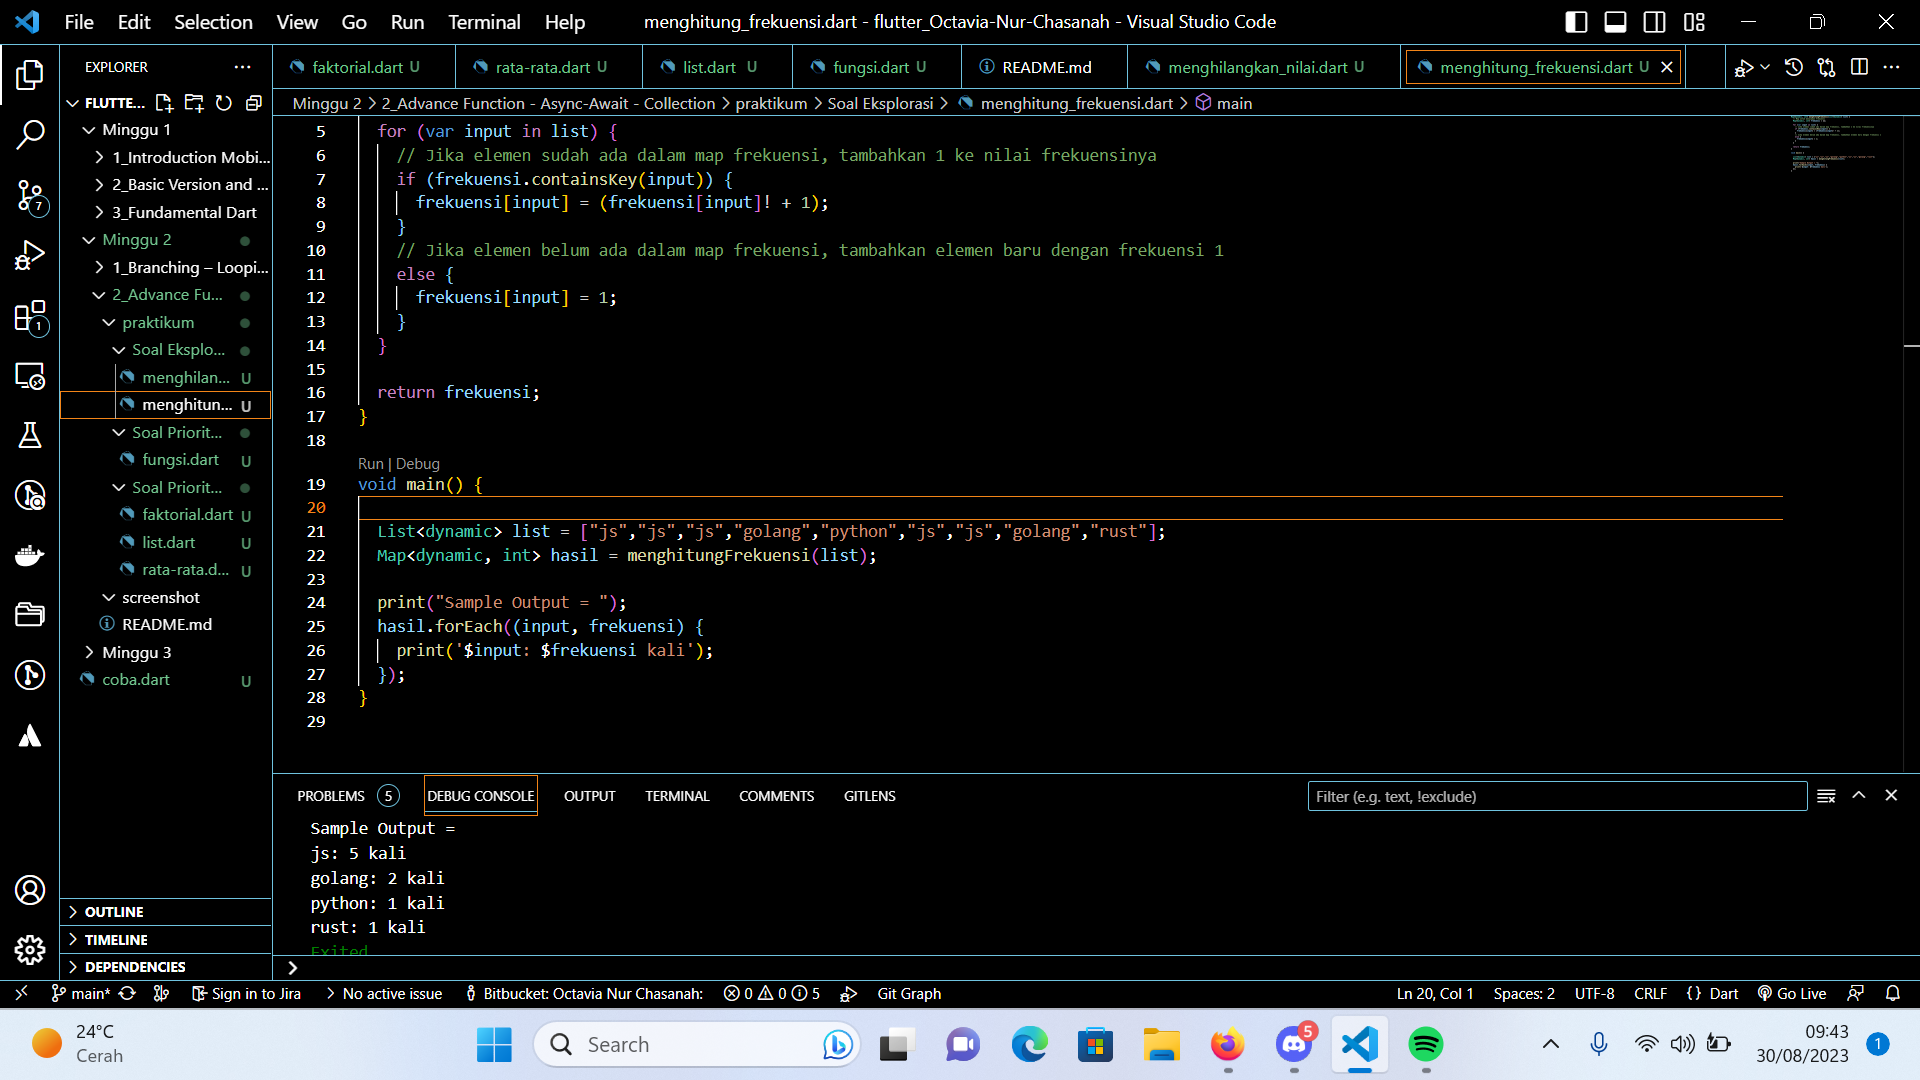 File Edit Selection View Go Run Terminal Help
menghitung_frekuensi.dart - flutter_Octavia-Nur-Chasanah - Visual Studio Code
EXPLORER
faktorial.dart U
rata-rata.dart U
list.dart U
fungsi.dart U
README.md
menghilangkan_nilai.dart U
menghitung_frekuensi.dart U
FLUTTE...
Minggu 2 > 2_Advance Function - Async-Await - Collection > praktikum > Soal Eksplorasi > menghitung_frekuensi.dart > main
Minggu 1
1_Introduction Mobi...
2_Basic Version and ...
3_Fundamental Dart
Minggu 2
1_Branching – Loopi...
2_Advance Fu...
praktikum
Soal Eksplo...
menghilan... U
menghitun... U
Soal Priorit...
fungsi.dart U
Soal Priorit...
faktorial.dart U
list.dart U
rata-rata.d... U
screenshot
README.md
Minggu 3
coba.dart U
7
1
OUTLINE
TIMELINE
DEPENDENCIES
5 for (var input in list) {
6 // Jika elemen sudah ada dalam map frekuensi, tambahkan 1 ke nilai frekuensinya
7 if (frekuensi.containsKey(input)) {
8 frekuensi[input] = (frekuensi[input]! + 1);
9 }
10 // Jika elemen belum ada dalam map frekuensi, tambahkan elemen baru dengan frekuensi 1
11 else {
12 frekuensi[input] = 1;
13 }
14 }
15
16 return frekuensi;
17 }
18
Run | Debug
19 void main() {
20
21 List<dynamic> list = ["js","js","js","golang","python","js","js","golang","rust"];
22 Map<dynamic, int> hasil = menghitungFrekuensi(list);
23
24 print("Sample Output = ");
25 hasil.forEach((input, frekuensi) {
26 print('$input: $frekuensi kali');
27 });
28 }
29
PROBLEMS 5 DEBUG CONSOLE OUTPUT TERMINAL COMMENTS GITLENS
Filter (e.g. text, !exclude)
Sample Output =
js: 5 kali
golang: 2 kali
python: 1 kali
rust: 1 kali
Exited
main* Sign in to Jira No active issue Bitbucket: Octavia Nur Chasanah: 0 0 5 Git Graph
Ln 20, Col 1 Spaces: 2 UTF-8 CRLF {} Dart Go Live
24°C
Cerah
Search
5
09:43
30/08/2023
1